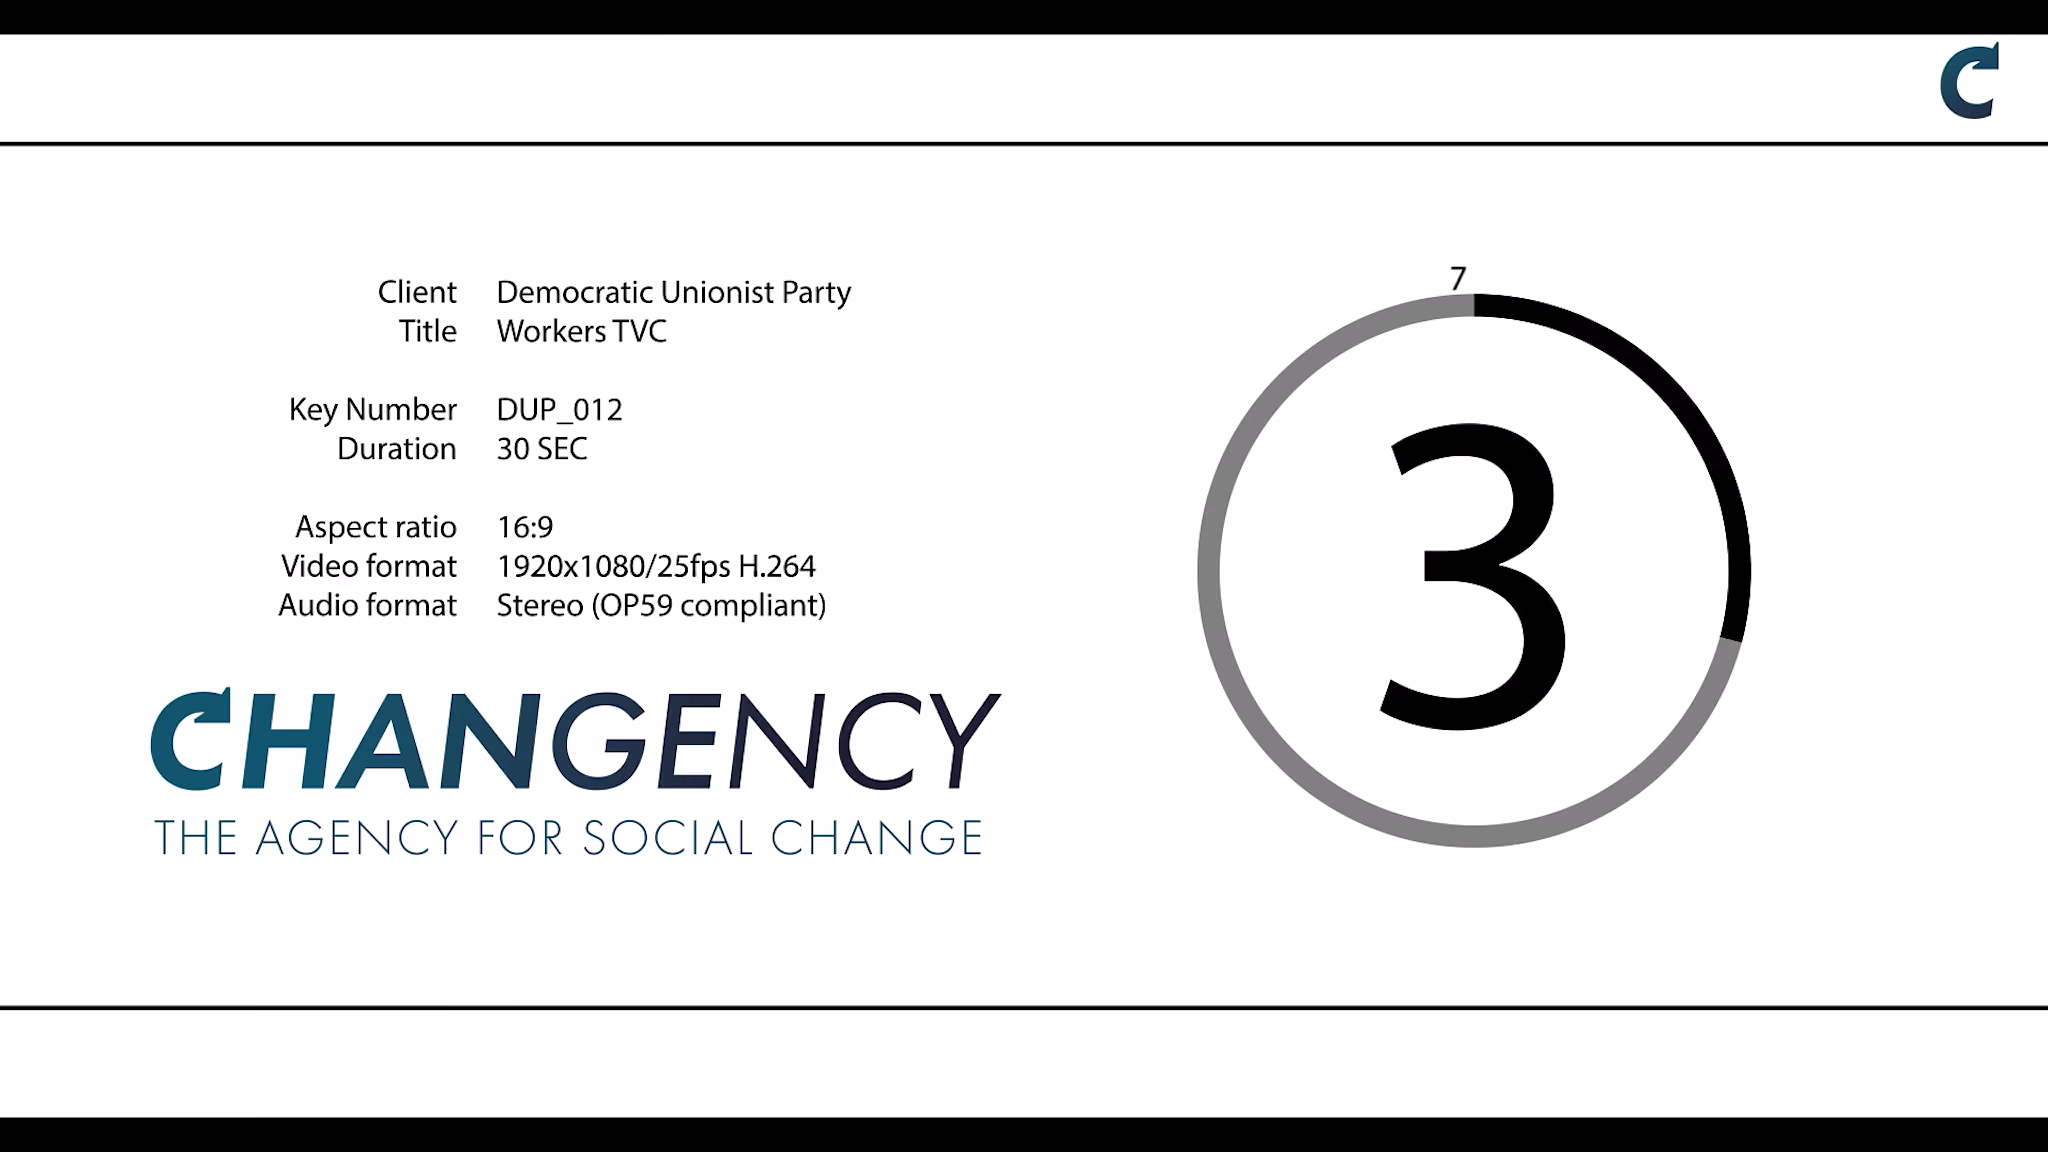 Client Democratic Unionist Party
Title Workers TVC
Key Number DUP_012
Duration 30 SEC
Aspect ratio 16:9
Video format 1920x1080/25fps H.264
Audio format Stereo (OP59 compliant)
CHANGENCY
THE AGENCY FOR SOCIAL CHANGE
7
3
C